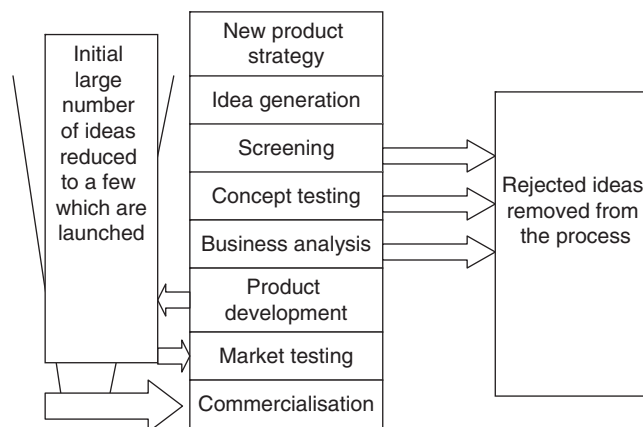 Initial
large
number
of ideas
reduced
to a few
which are
launched
New product
strategy
Idea generation
Screening
Concept testing
Business analysis
Product
development
Market testing
Commercialisation
Rejected ideas
removed from
the process